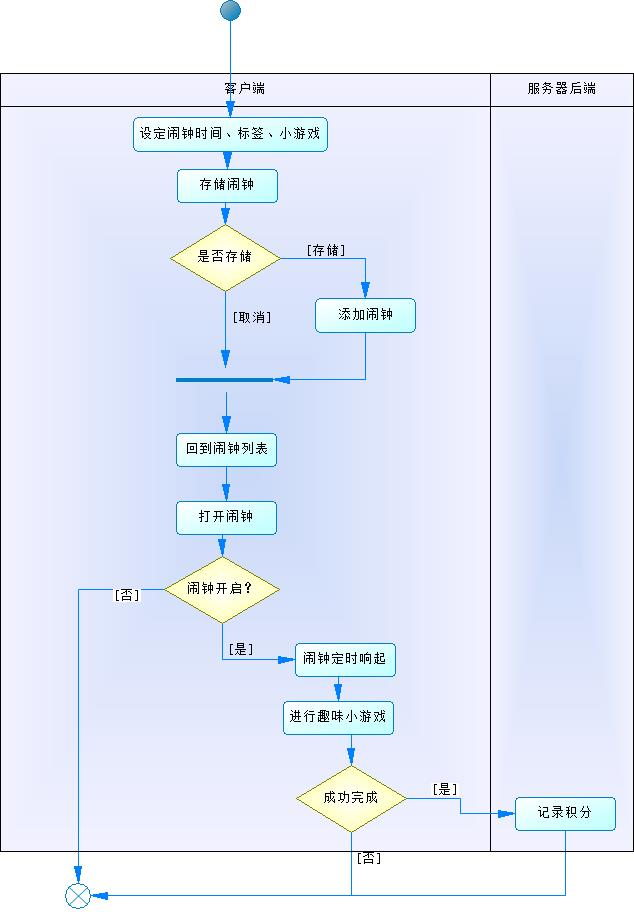 客户端
服务器后端
设定闹钟时间、标签、小游戏
存储闹钟
是否存储
[存储]
添加闹钟
[取消]
回到闹钟列表
打开闹钟
闹钟开启?
[否]
[是]
闹钟定时响起
进行趣味小游戏
成功完成
[是]
记录积分
[否]